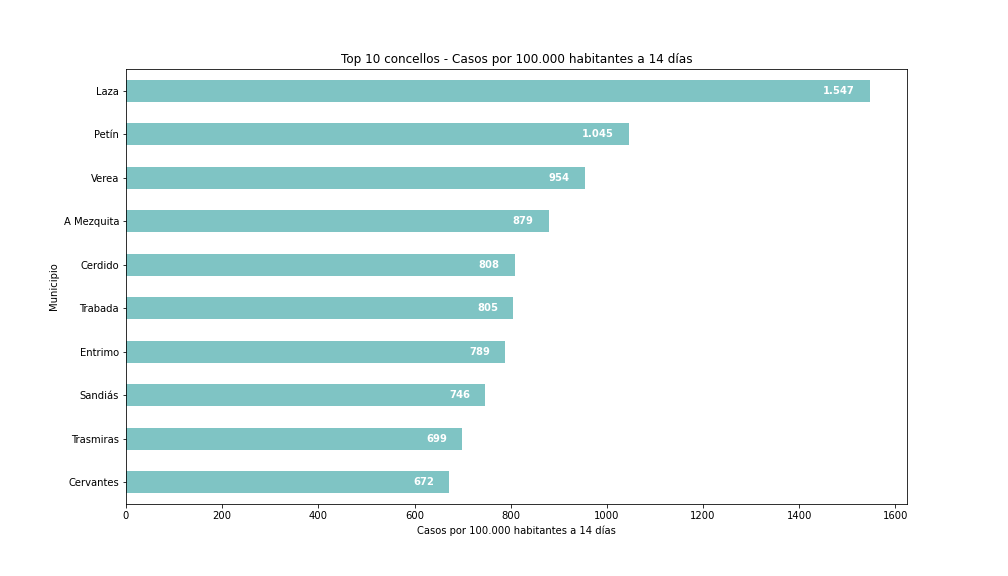 Top 10 concellos - Casos por 100.000 habitantes a 14 días
Municipio
Laza 1.547
Petín 1.045
Verea 954
A Mezquita 879
Cerdido 808
Trabada 805
Entrimo 789
Sandiás 746
Trasmiras 699
Cervantes 672
0 200 400 600 800 1000 1200 1400 1600
Casos por 100.000 habitantes a 14 días